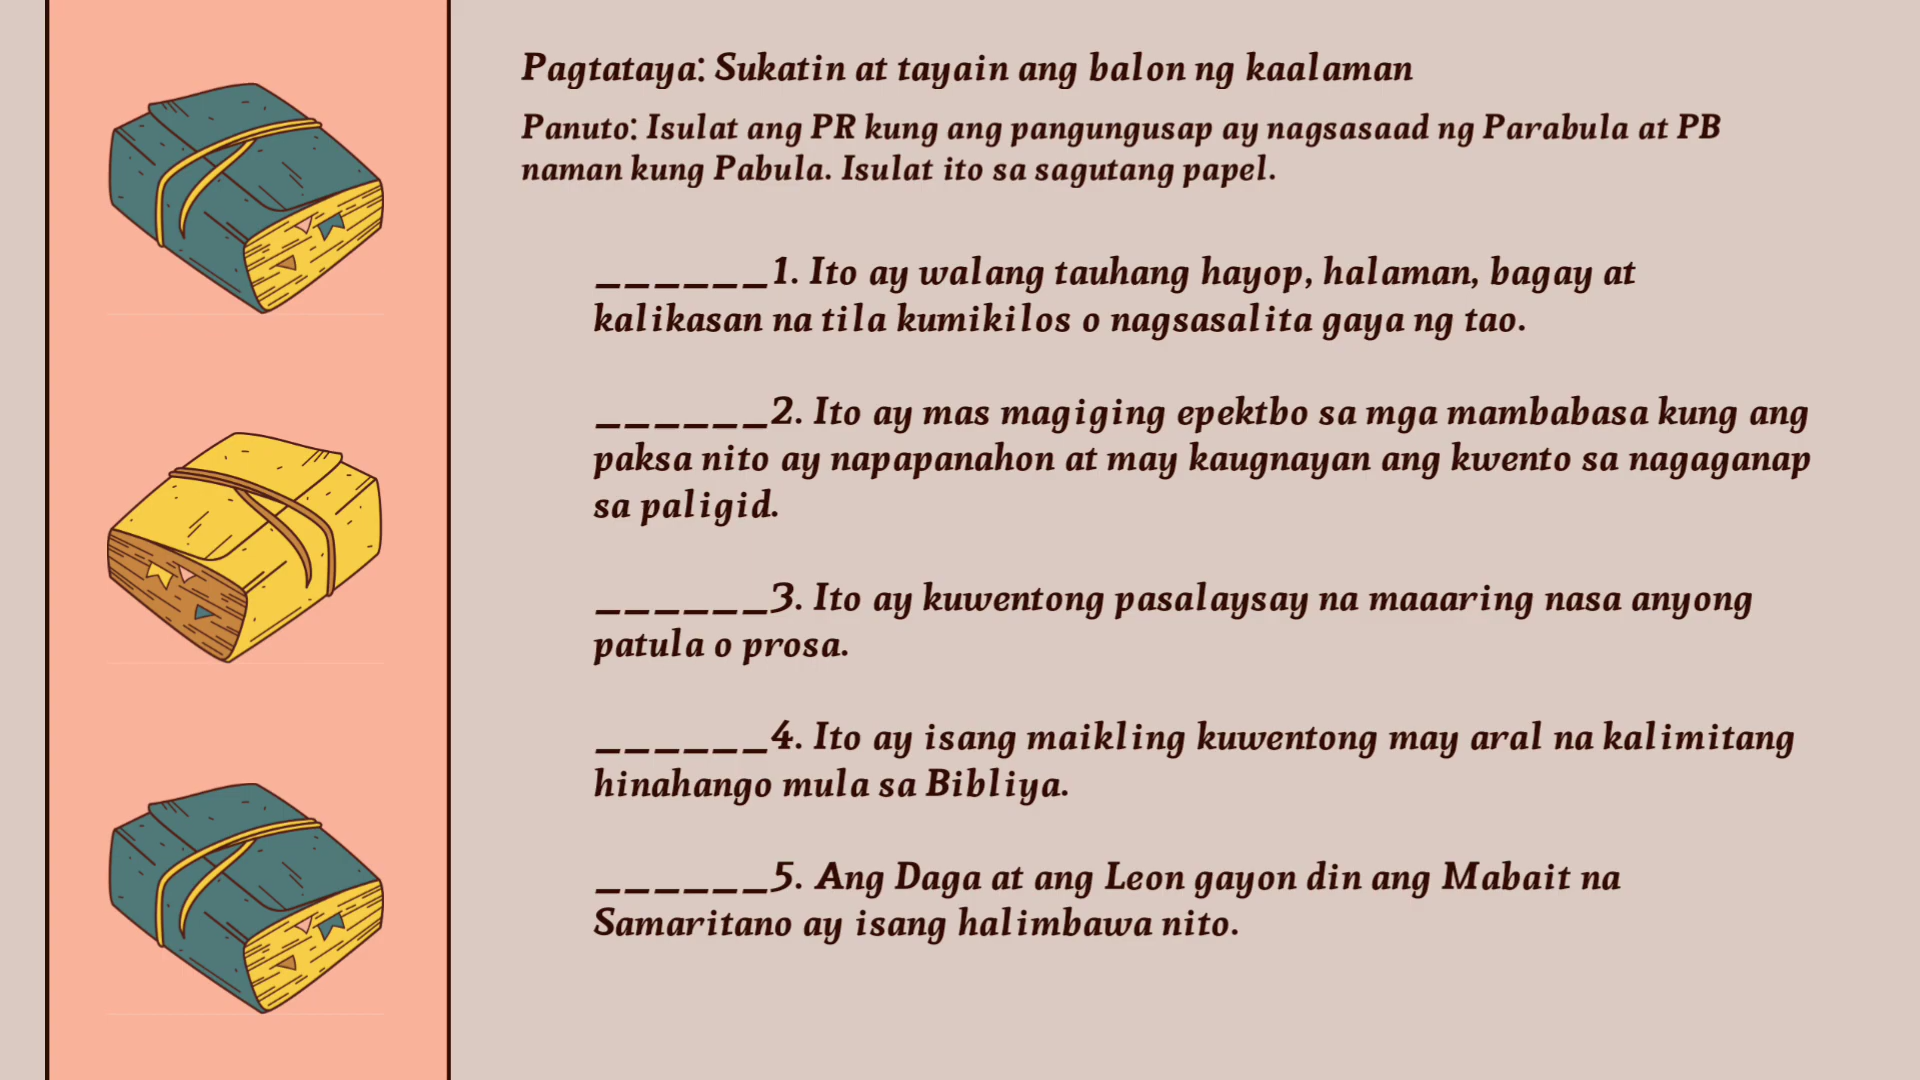 Pagtataya: Sukatin at tayain ang balon ng kaalaman
Panuto: Isulat ang PR kung ang pangungusap ay nagsasaad ng Parabula at PB
naman kung Pabula. Isulat ito sa sagutang papel.
______1. Ito ay walang tauhang hayop, halaman, bagay at
kalikasan na tila kumikilos o nagsasalita gaya ng tao.
______2. Ito ay mas magiging epektbo sa mga mambabasa kung ang
paksa nito ay napapanahon at may kaugnayan ang kwento sa nagaganap
sa paligid.
______3. Ito ay kuwentong pasalaysay na maaaring nasa anyong
patula o prosa.
______4. Ito ay isang maikling kuwentong may aral na kalimitang
hinahango mula sa Bibliya.
______5. Ang Daga at ang Leon gayon din ang Mabait na
Samaritano ay isang halimbawa nito.